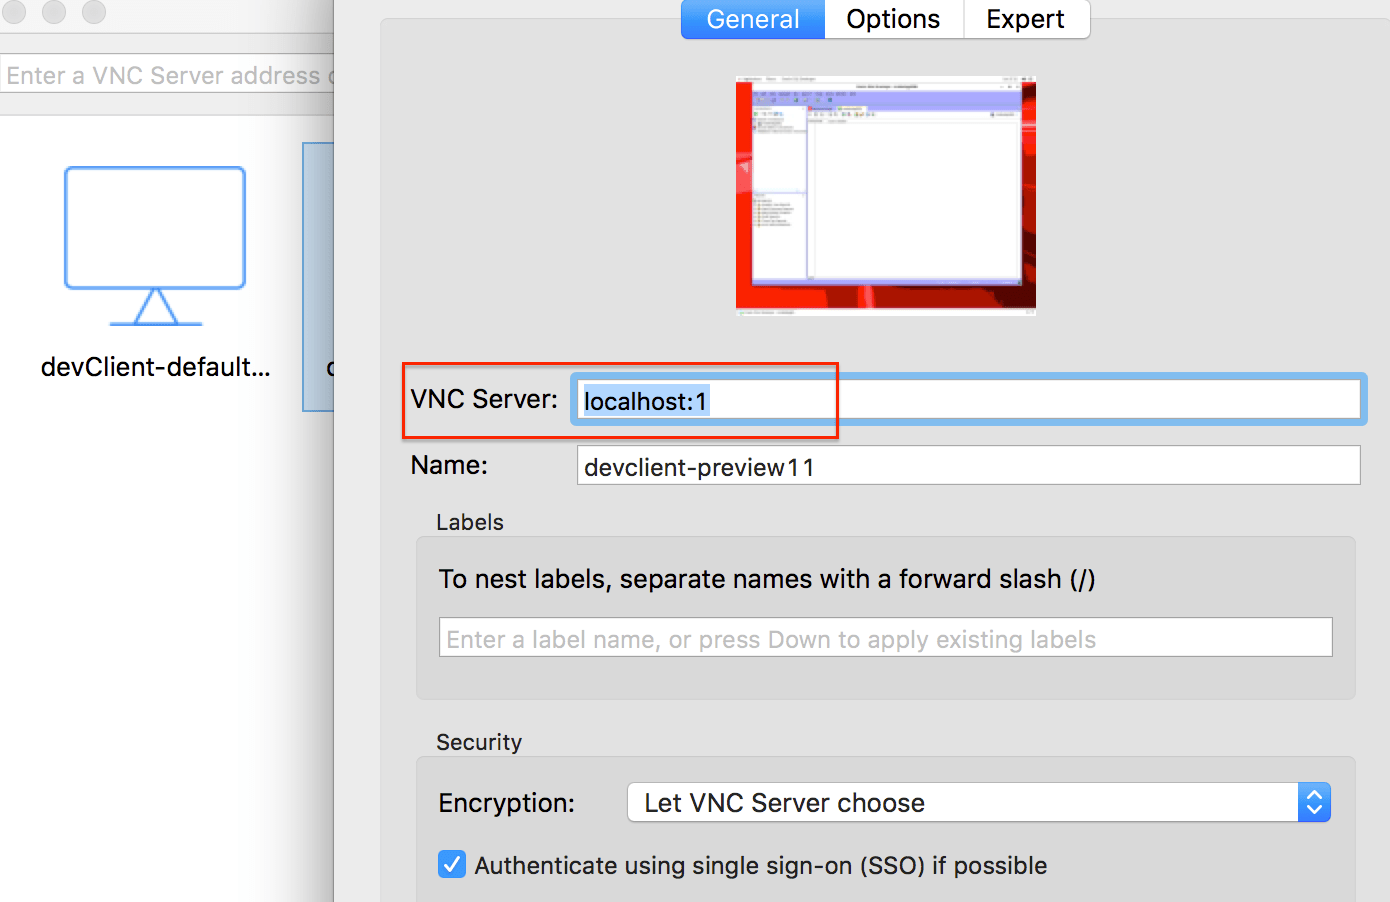 General Options Expert
Enter a VNC Server address
devClient-default...
VNC Server: localhost:1
Name: devclient-preview11
Labels
To nest labels, separate names with a forward slash (/)
Enter a label name, or press Down to apply existing labels
Security
Encryption: Let VNC Server choose
Authenticate using single sign-on (SSO) if possible